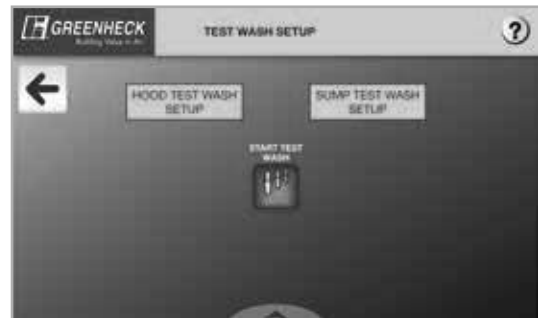 GREENHECK
Building Value in Air.
TEST WASH SETUP
?
HOOD TEST WASH
SETUP
SUMP TEST WASH
SETUP
START TEST
WASH